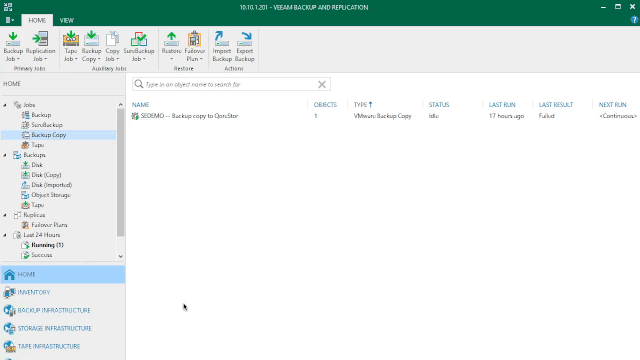 10.10.1.201 - VEEAM BACKUP AND REPLICATION
HOME VIEW
Backup Job Replication Job Tape Job Backup Copy Copy Job SureBackup Job Restore Failover Plan Import Backup Export Backup
Primary Jobs Auxiliary Jobs Restore Actions
HOME
Type in an object name to search for
NAME OBJECTS TYPE STATUS LAST RUN LAST RESULT NEXT RUN
SEDEMO -- Backup copy to QoruStor 1 VMware Backup Copy Idle 17 hours ago Failed <Continuous>
Jobs
Backup
SureBackup
Backup Copy
Tape
Backups
Disk
Disk (Copy)
Disk (Imported)
Object Storage
Tape
Replicas
Failover Plans
Last 24 Hours
Running (1)
Success
HOME
INVENTORY
BACKUP INFRASTRUCTURE
STORAGE INFRASTRUCTURE
TAPE INFRASTRUCTURE